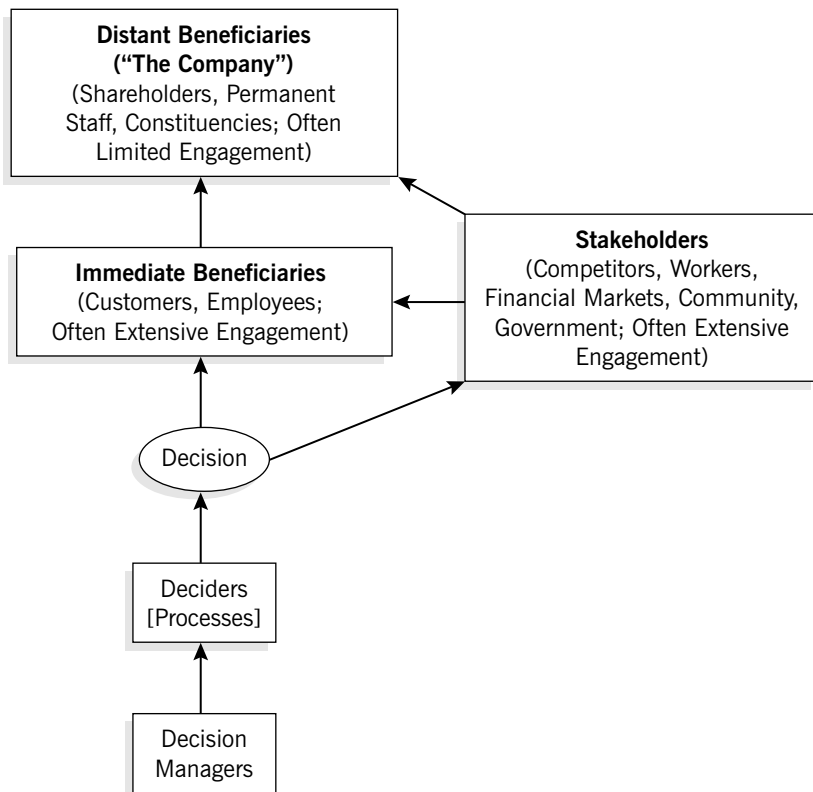 Distant Beneficiaries
(“The Company”)
(Shareholders, Permanent
Staff, Constituencies; Often
Limited Engagement)
Stakeholders
(Competitors, Workers,
Financial Markets, Community,
Government; Often Extensive
Engagement)
Immediate Beneficiaries
(Customers, Employees;
Often Extensive Engagement)
Decision
Deciders
[Processes]
Decision
Managers